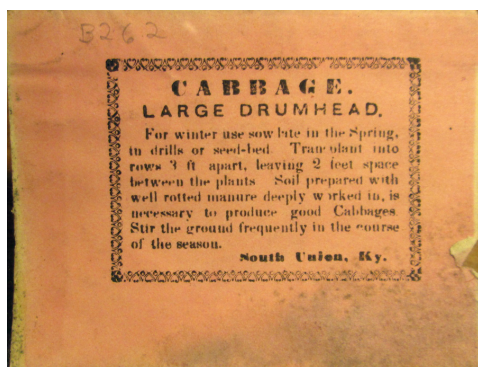 B262
CABBAGE.
LARGE DRUMHEAD.
For winter use sow late in the Spring,
in drills or seed-bed. Transplant into
rows 3 ft apart, leaving 2 feet space
between the plants Soil prepared with
well rotted manure deeply worked in, is
necessary to produce good Cabbages
Stir the ground frequently in the course
of the season.
South Union, Ky.